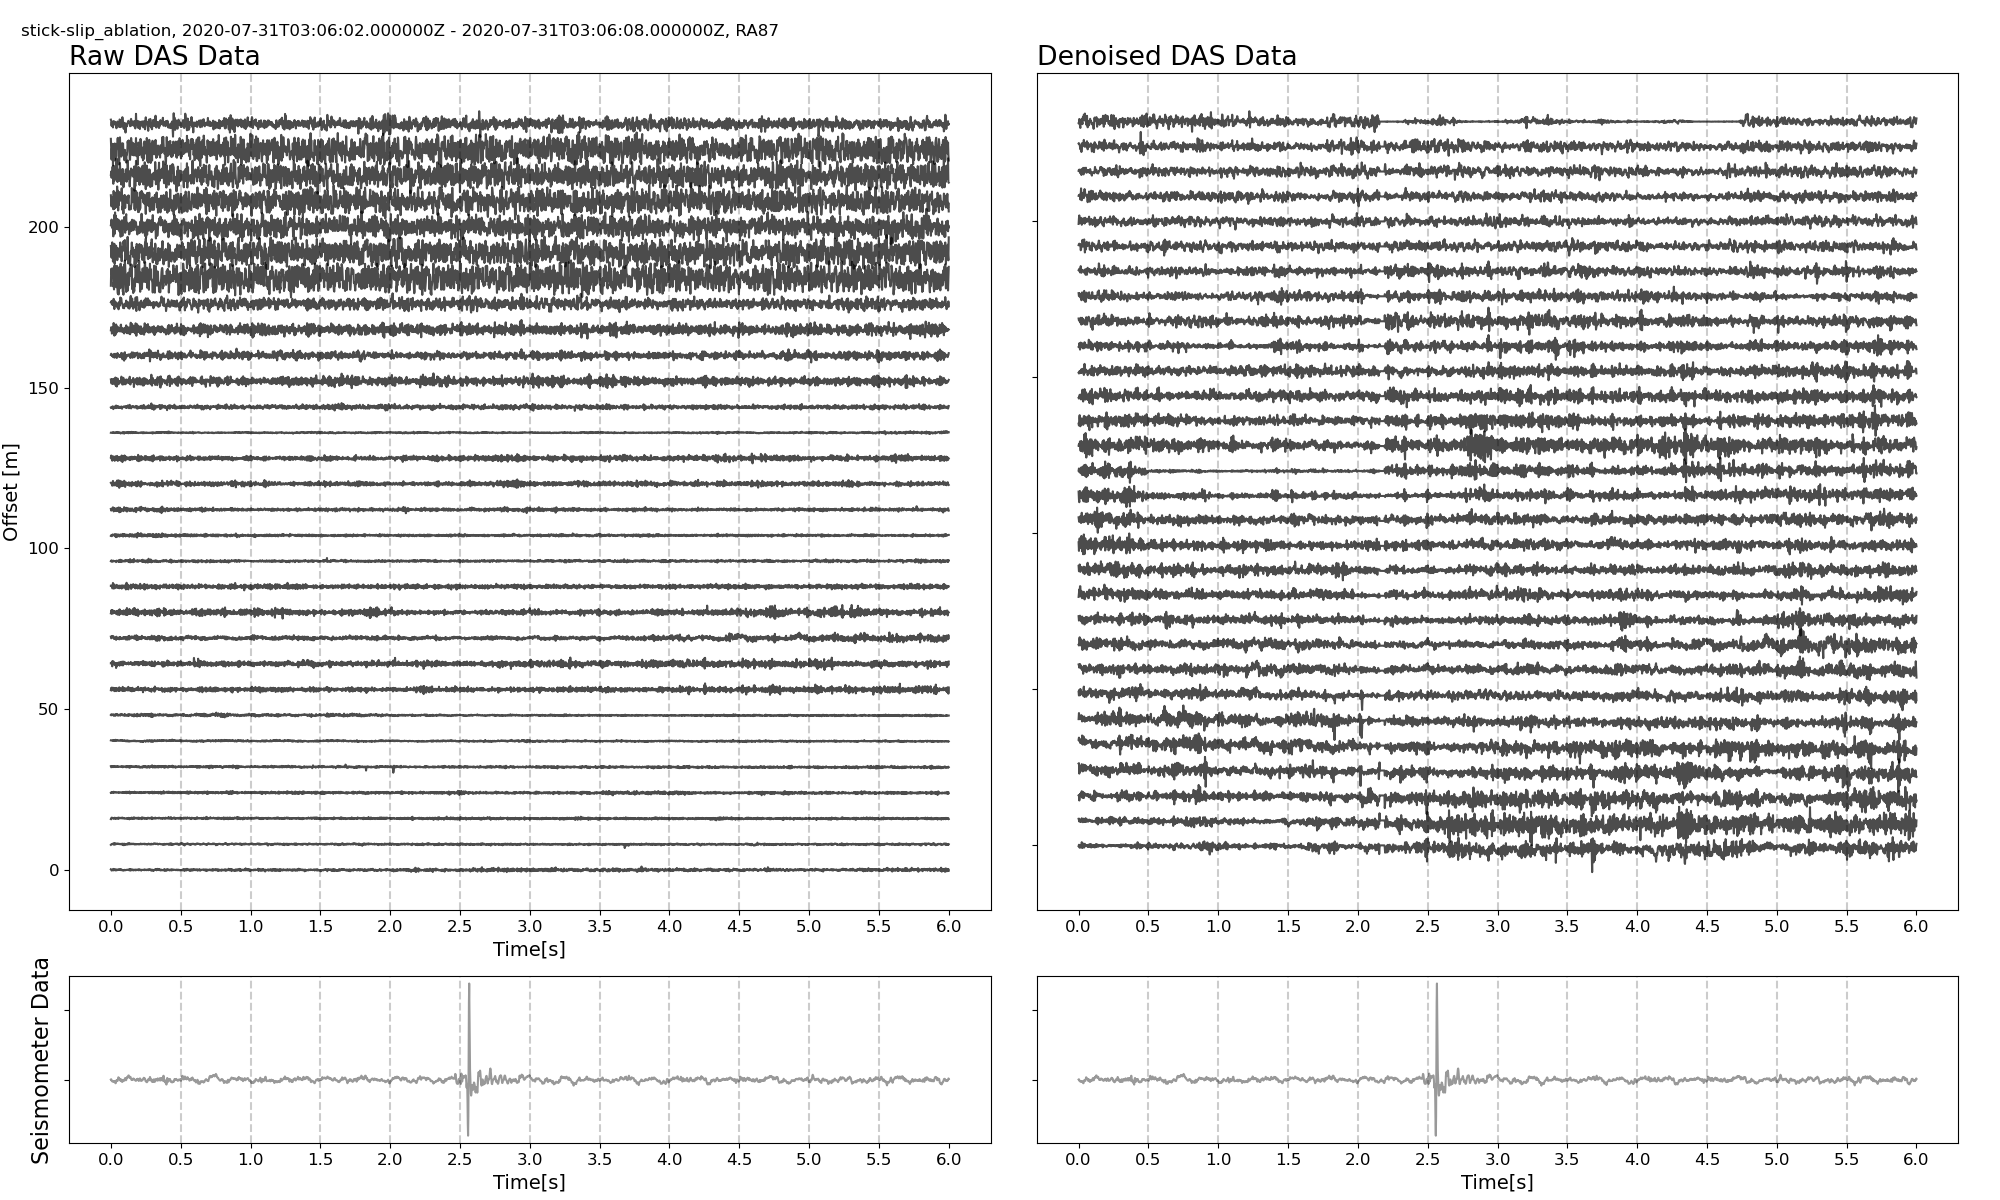 stick-slip_ablation, 2020-07-31T03:06:02.000000Z - 2020-07-31T03:06:08.000000Z, RA87
Raw DAS Data
Denoised DAS Data
Offset [m]
200
150
100
50
0
0.0 0.5 1.0 1.5 2.0 2.5 3.0 3.5 4.0 4.5 5.0 5.5 6.0
Time[s]
0.0 0.5 1.0 1.5 2.0 2.5 3.0 3.5 4.0 4.5 5.0 5.5 6.0
Seismometer Data
0.0 0.5 1.0 1.5 2.0 2.5 3.0 3.5 4.0 4.5 5.0 5.5 6.0
Time[s]
0.0 0.5 1.0 1.5 2.0 2.5 3.0 3.5 4.0 4.5 5.0 5.5 6.0
Time[s]